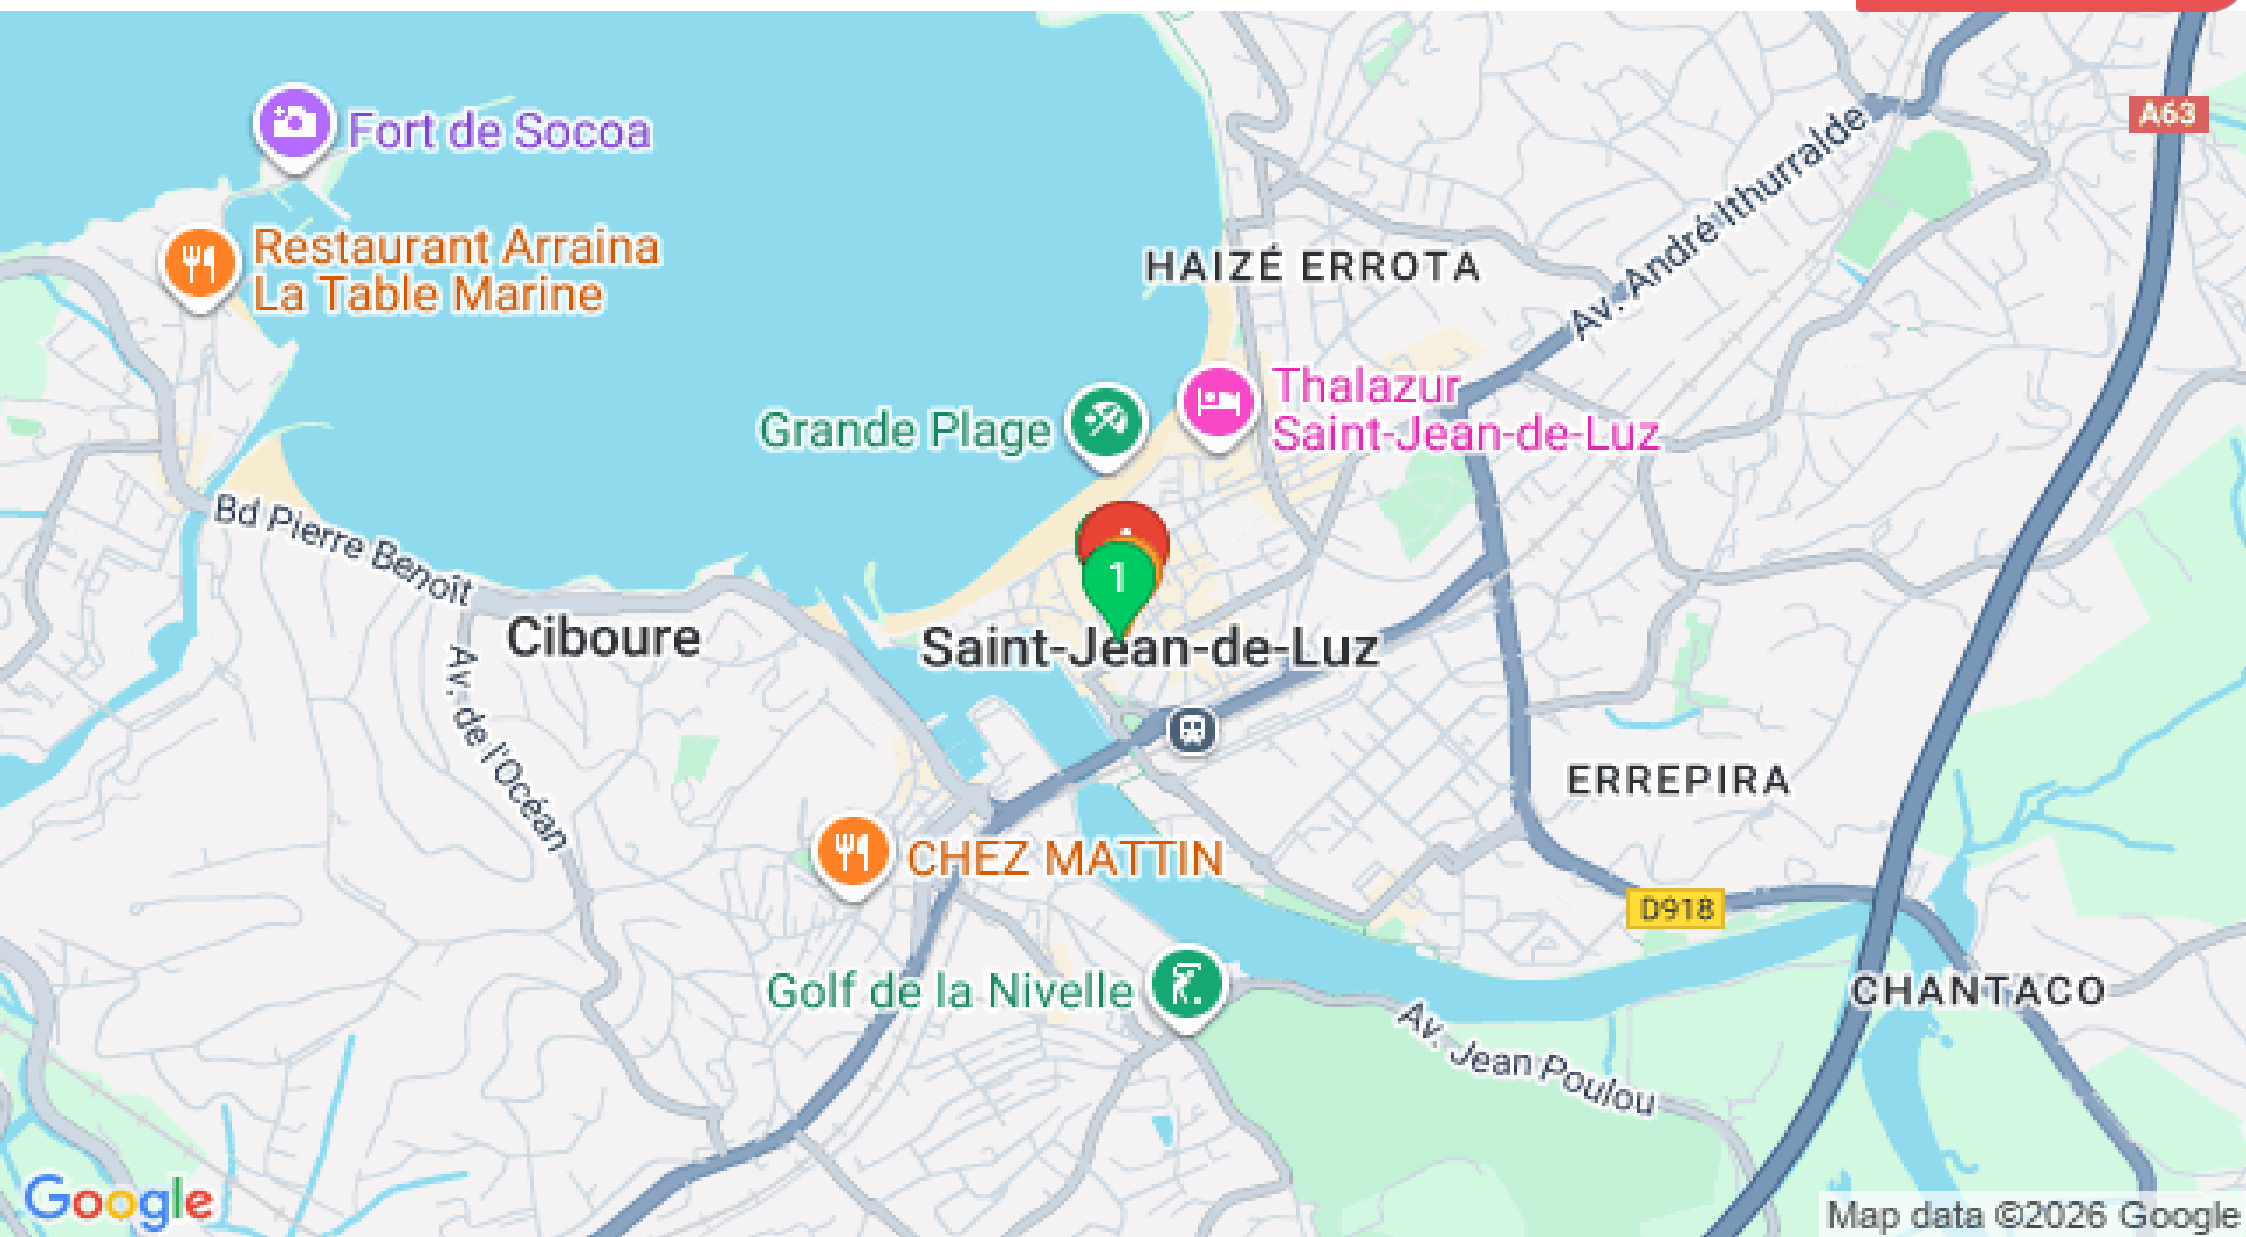 A63
Fort de Socoa
Av. André Ithurralde
Restaurant Arraina
La Table Marine
HAIZÉ ERROTA
Thalazur
Saint-Jean-de-Luz
Grande Plage
Bd Pierre Benoît
1
Ciboure
Saint-Jean-de-Luz
Av. de l'Océan
ERREPIRA
CHEZ MATTIN
D918
Golf de la Nivelle
CHANTACO
Av. Jean Poulou
Google
Map data ©2026 Google